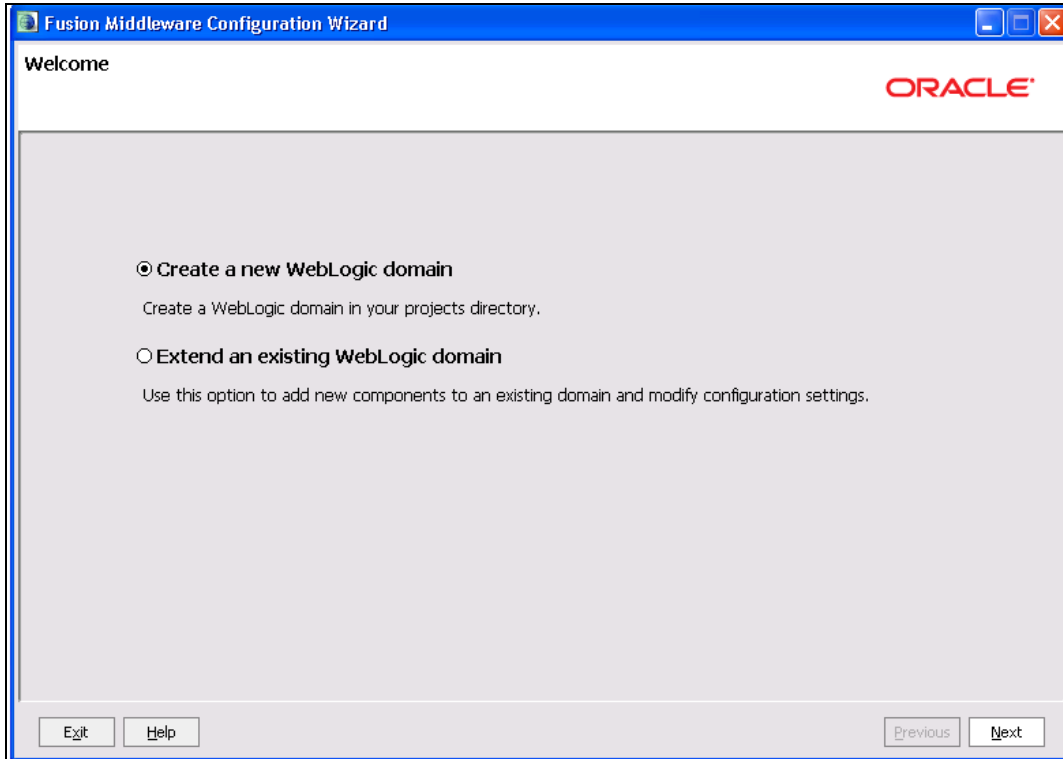 Fusion Middleware Configuration Wizard
Welcome
ORACLE
Create a new WebLogic domain
Create a WebLogic domain in your projects directory.
Extend an existing WebLogic domain
Use this option to add new components to an existing domain and modify configuration settings.
Exit Help Previous Next